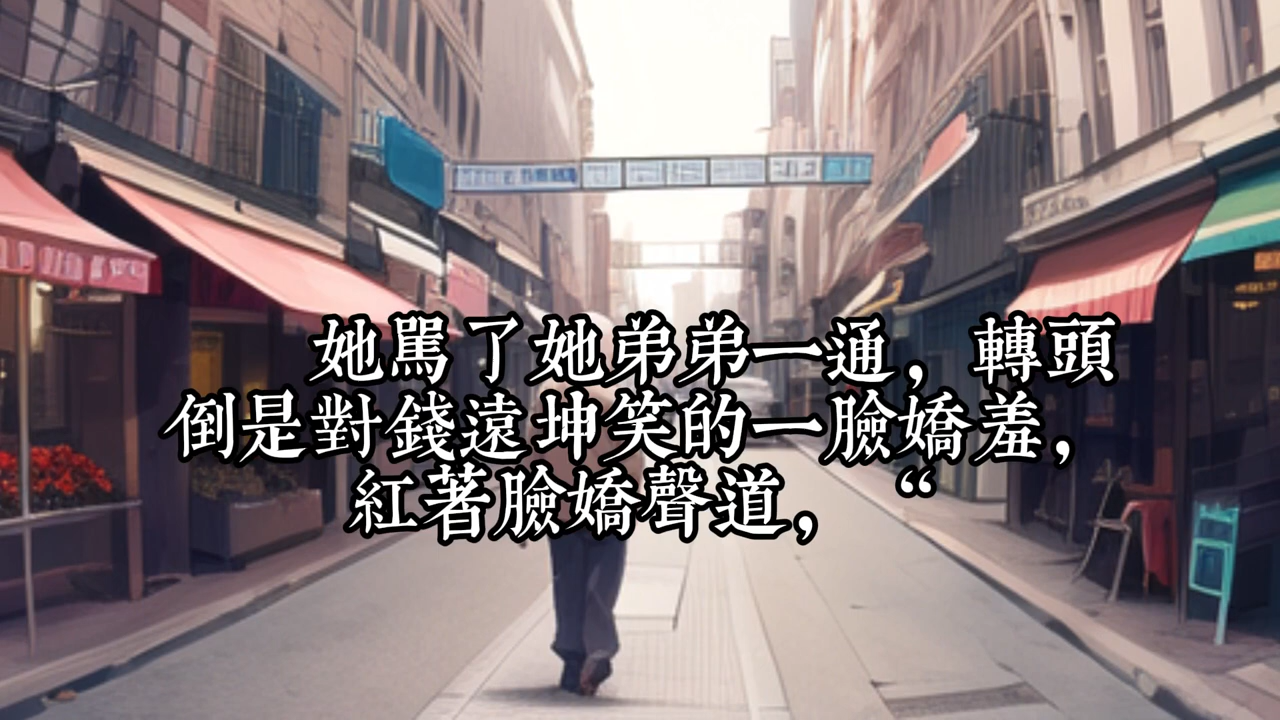 她駡了她弟弟一通，轉頭
倒是對錢遠坤笑的一臉嬌羞，
紅著臉嬌聲道，“